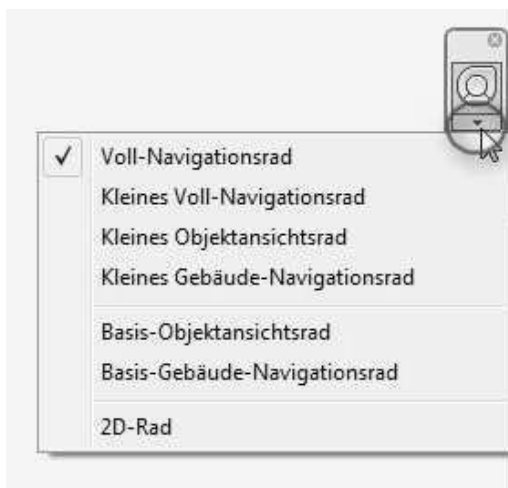 Voll-Navigationsrad
Kleines Voll-Navigationsrad
Kleines Objektansichtsrad
Kleines Gebäude-Navigationsrad
Basis-Objektansichtsrad
Basis-Gebäude-Navigationsrad
2D-Rad